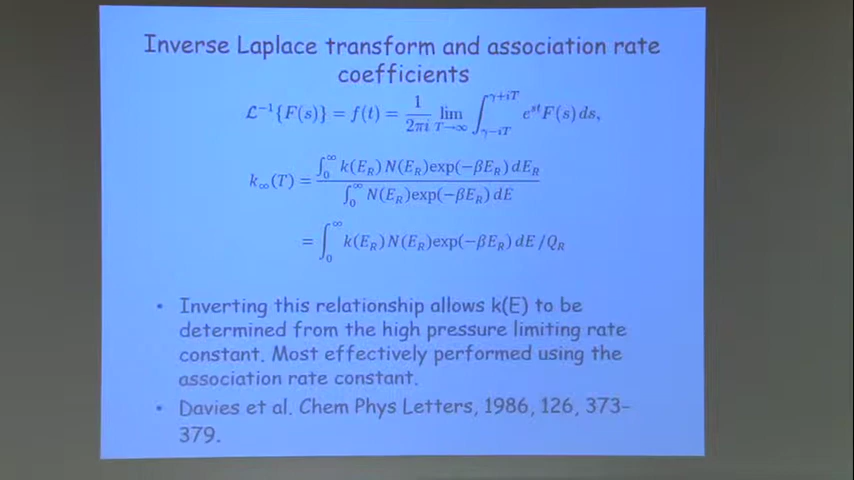 Inverse Laplace transform and association rate
coefficients
ℒ⁻¹{F(s)} = f(t) = 1/2πi lim T→∞ ∫_{γ−iT}^{γ+iT} e^{st} F(s) ds,
k∞(T) = ∫₀^∞ k(E_R) N(E_R)exp(−βE_R) dE_R / ∫₀^∞ N(E_R)exp(−βE_R) dE
= ∫₀^∞ k(E_R)N(E_R)exp(−βE_R) dE /Q_R
• Inverting this relationship allows k(E) to be
determined from the high pressure limiting rate
constant. Most effectively performed using the
association rate constant.
• Davies et al. Chem Phys Letters, 1986, 126, 373-
379.